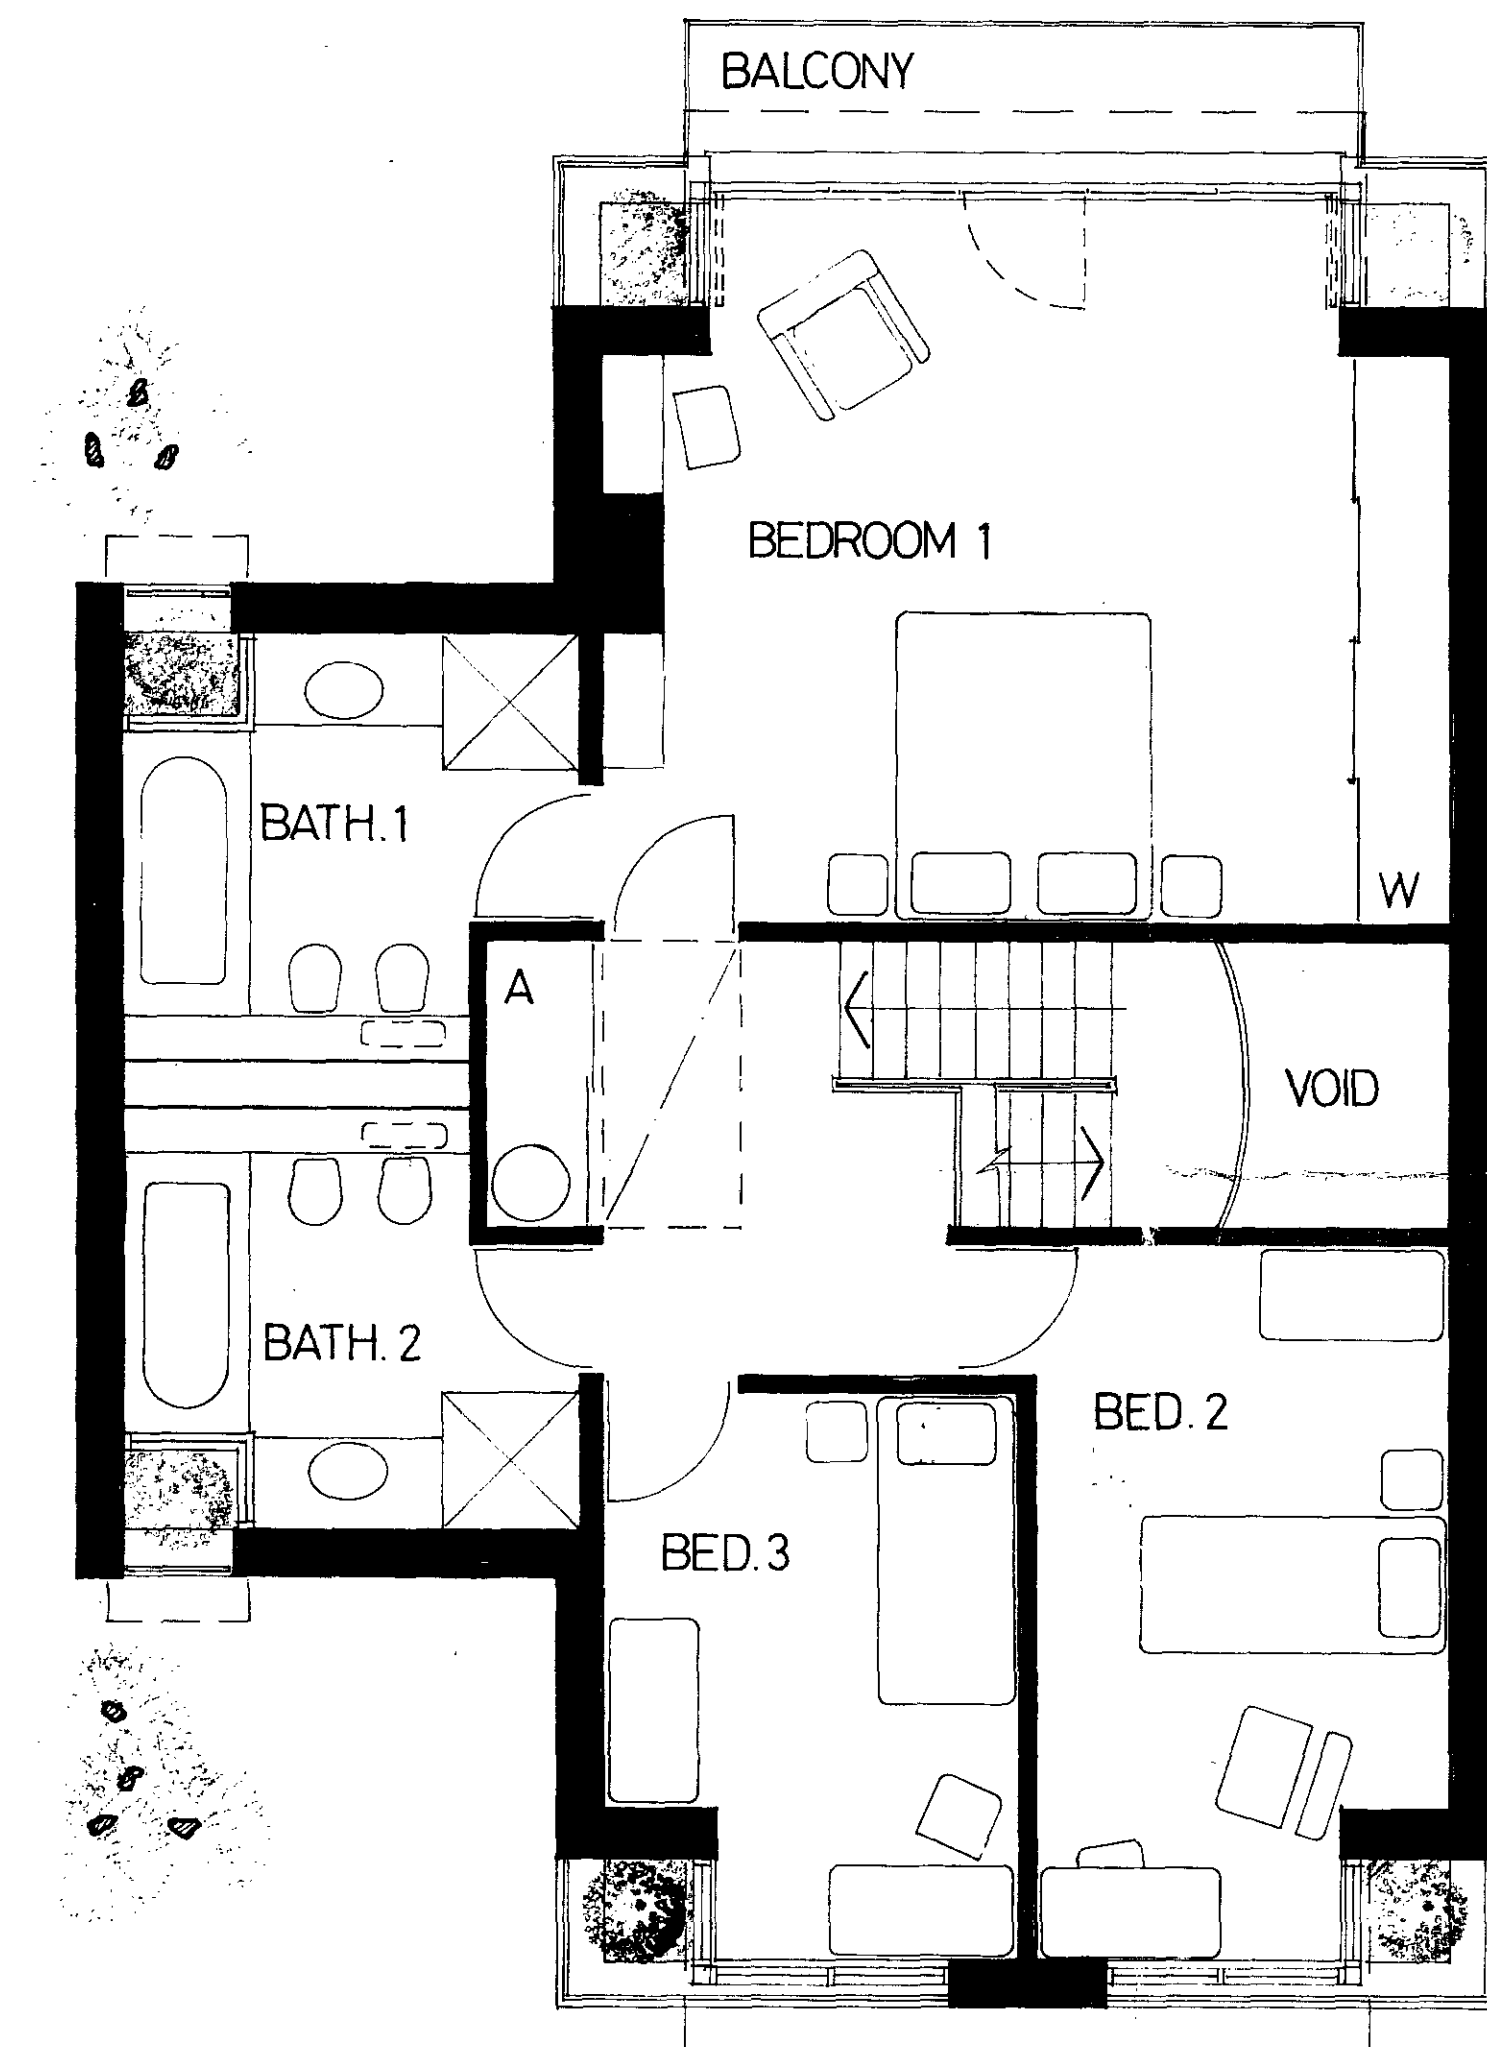 BALCONY
BEDROOM 1
BATH.1
W
A
VOID
BATH.2
BED.2
BED.3